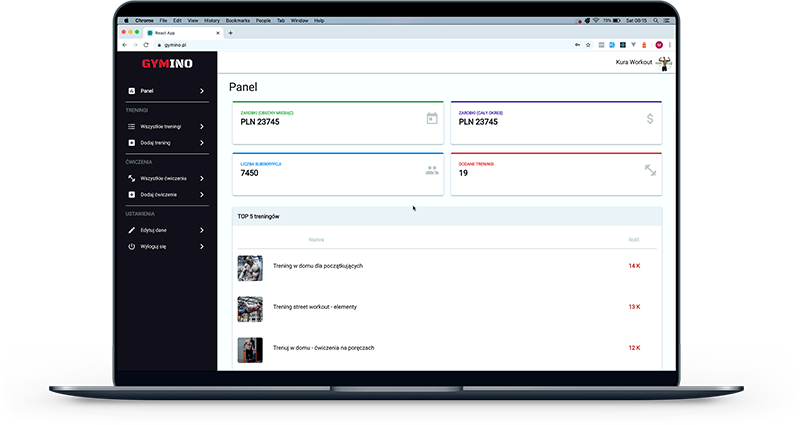 Chrome File Edit View History Bookmarks People Tab Window Help
79% Sat 08:15
React App
gymino.pl
GYMINO
Kura Workout
Panel
Panel
TRENINGI
Wszystkie treningi
Dodaj trening
ĆWICZENIA
Wszystkie ćwiczenia
Dodaj ćwiczenie
USTAWIENIA
Edytuj dane
Wyloguj się
ZAROBKI (OBECNY MIESIĄC)
PLN 23745
ZAROBKI (CAŁY OKRES)
PLN 23745
LICZBA SUBSKRYPCJI
7450
DODANE TRENINGI
19
TOP 5 treningów
Nazwa Ilość
Trening w domu dla początkujących 14 K
Trening street workout - elementy 13 K
Trenuj w domu - ćwiczenia na poręczach 12 K